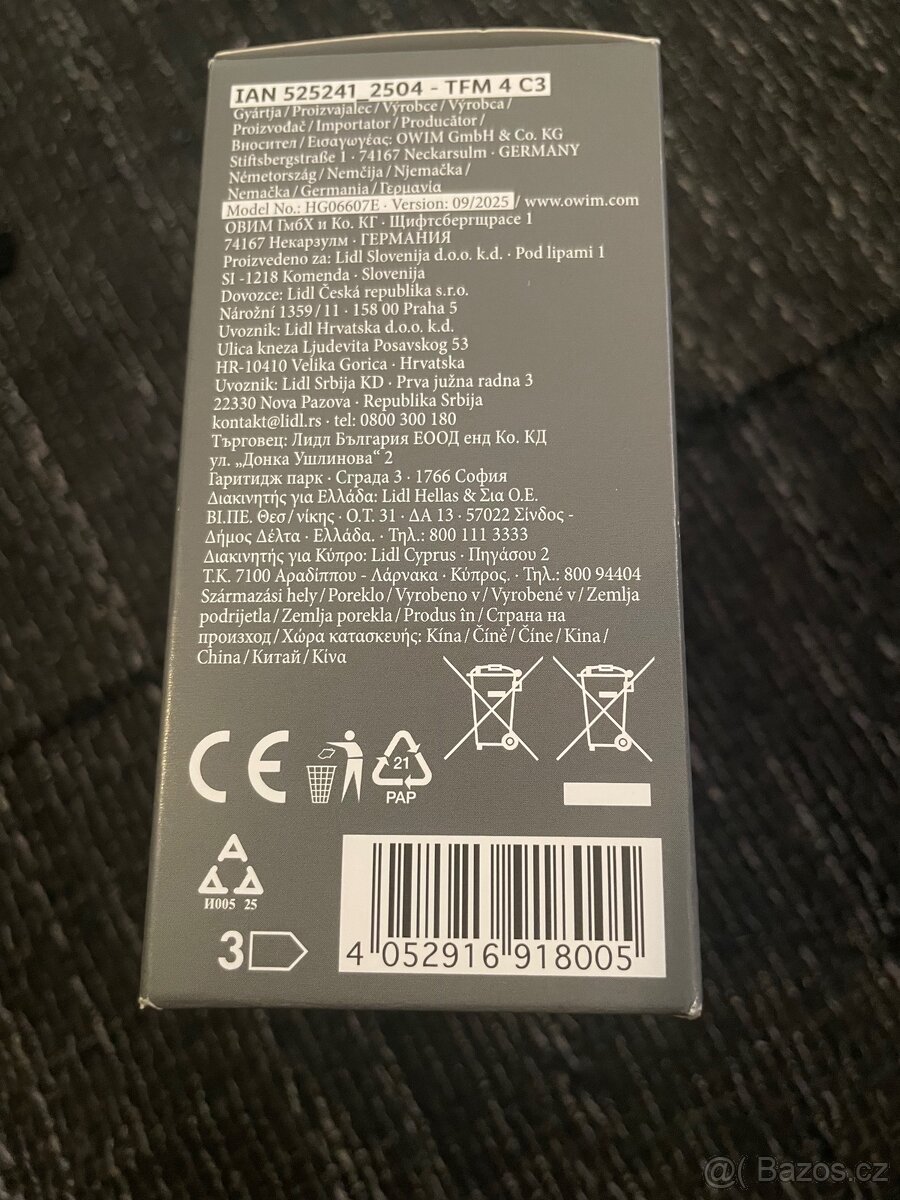 IAN 525241_2504 - TFM 4 C3
Gyártja / Proizvajalec / Výrobce / Výrobca /
Proizvođač / Importator / Producător /
Вносител / Εισαγωγέας: OWIM GmbH & Co. KG
Stiftsbergstraße 1 · 74167 Neckarsulm · GERMANY
Németország / Nemčija / Njemačka /
Nemačka / Germania / Γερμανία
Model No.: HG06607E · Version: 09/2025 / www.owim.com
ОВИМ ГмбХ и Ко. КГ · Щифтсбергщрасе 1
74167 Некарзулм · ГЕРМАНИЯ
Proizvedeno za: Lidl Slovenija d.o.o. k.d. · Pod lipami 1
SI -1218 Komenda · Slovenija
Dovozce: Lidl Česká republika s.r.o.
Nárožní 1359/11 · 158 00 Praha 5
Uvoznik: Lidl Hrvatska d.o.o. k.d.
Ulica kneza Ljudevita Posavskog 53
HR-10410 Velika Gorica · Hrvatska
Uvoznik: Lidl Srbija KD · Prva južna radna 3
22330 Nova Pazova · Republika Srbija
kontakt@lidl.rs · tel: 0800 300 180
Търговец: Лидл България ЕООД енд Ко. КД
ул. „Донка Ушлинова“ 2
Гаритидж парк · Сграда 3 · 1766 София
Διακινητής για Ελλάδα: Lidl Hellas & Σια Ο.Ε.
ΒΙ.ΠΕ. Θεσ/νίκης · Ο.Τ. 31 · ΔΑ 13 · 57022 Σίνδος -
Δήμος Δέλτα · Ελλάδα. · Τηλ.: 800 111 3333
Διακινητής για Κύπρο: Lidl Cyprus · Πηγάσου 2
Τ.Κ. 7100 Αραδίππου - Λάρνακα · Κύπρος. · Τηλ.: 800 94404
Származási hely / Poreklo / Vyrobeno v / Vyrobené v / Zemlja
podrijetla / Zemlja porekla / Produs în / Страна на
произход / Χώρα κατασκευής: Kína / Číně / Číne / Kina /
China / Китай / Κίνα
CE
21
PAP
A
И005 25
3
4 052916 918005
@( Bazoš.cz